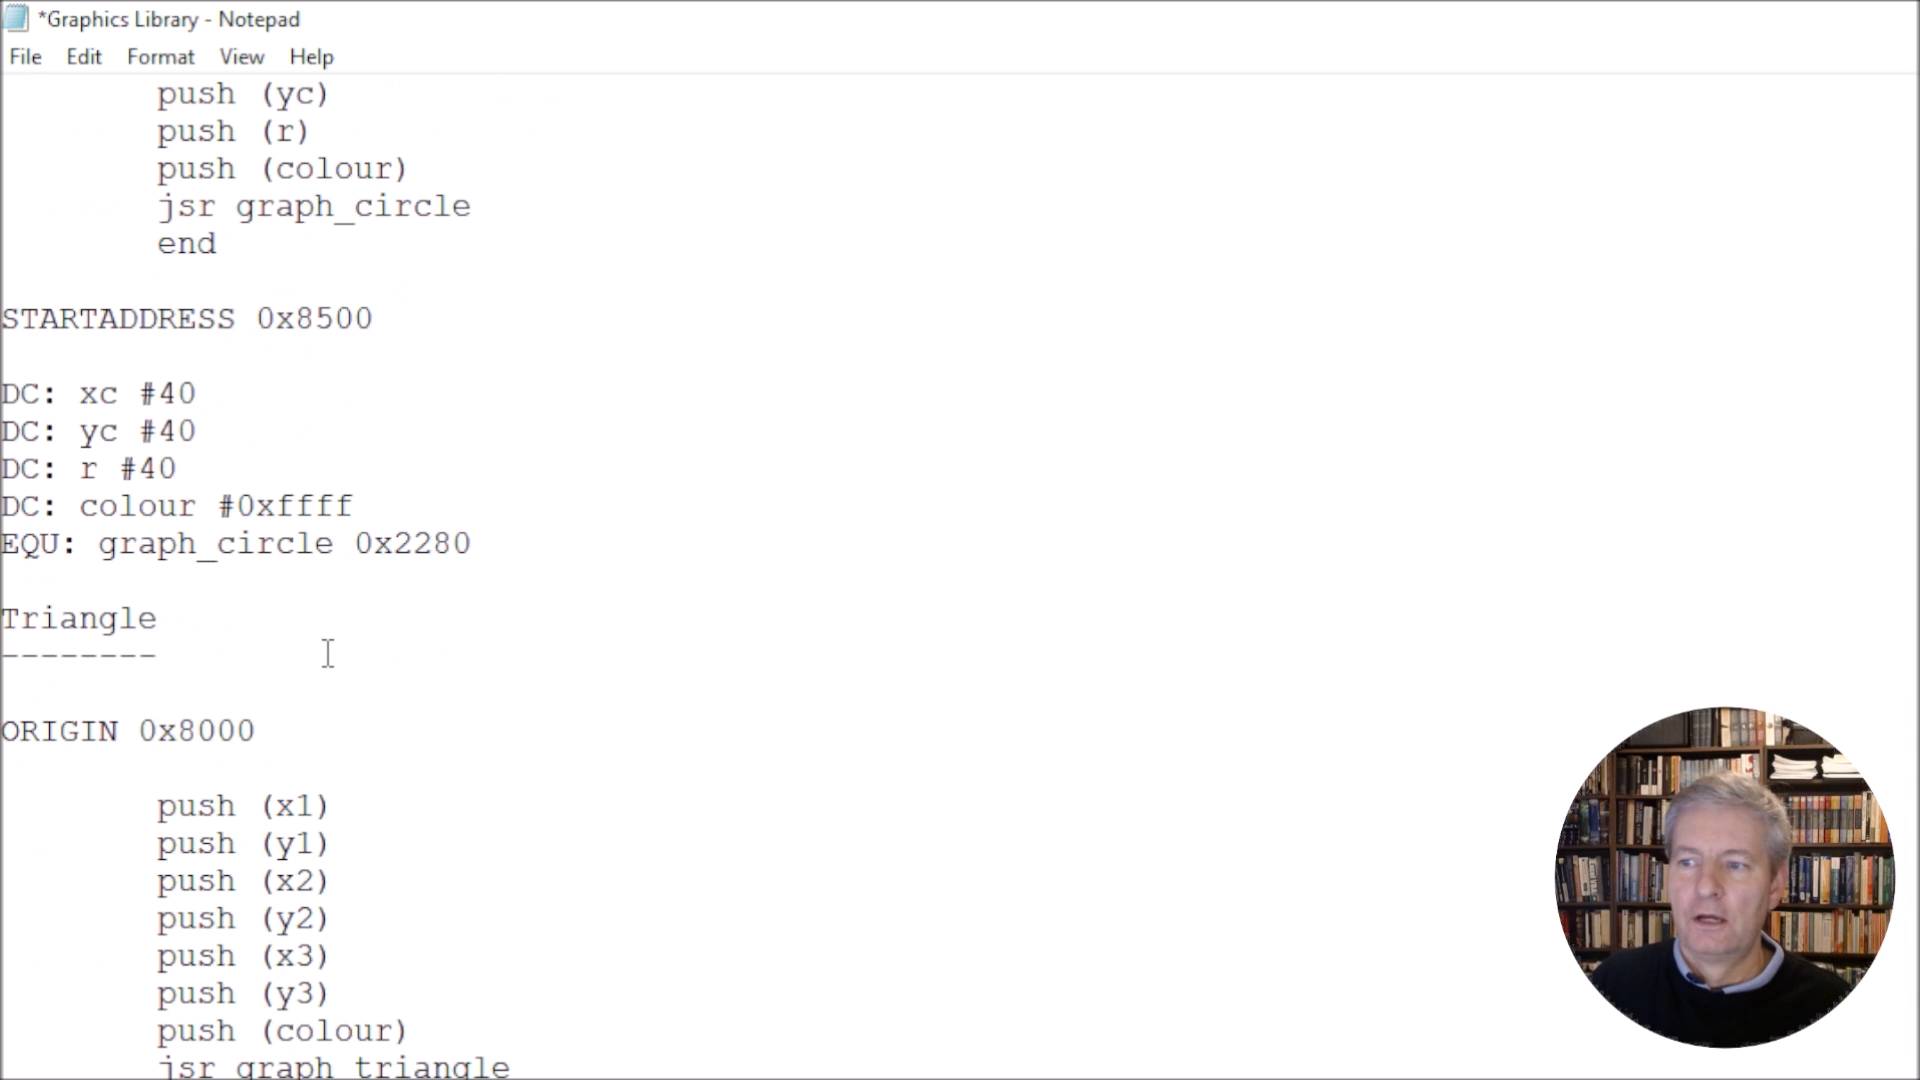 *Graphics Library - Notepad
File Edit Format View Help
push (yc)
push (r)
push (colour)
jsr graph_circle
end
STARTADDRESS 0x8500
DC: xc #40
DC: yc #40
DC: r #40
DC: colour #0xffff
EQU: graph_circle 0x2280
Triangle
--------
ORIGIN 0x8000
push (x1)
push (y1)
push (x2)
push (y2)
push (x3)
push (y3)
push (colour)
jsr graph_triangle